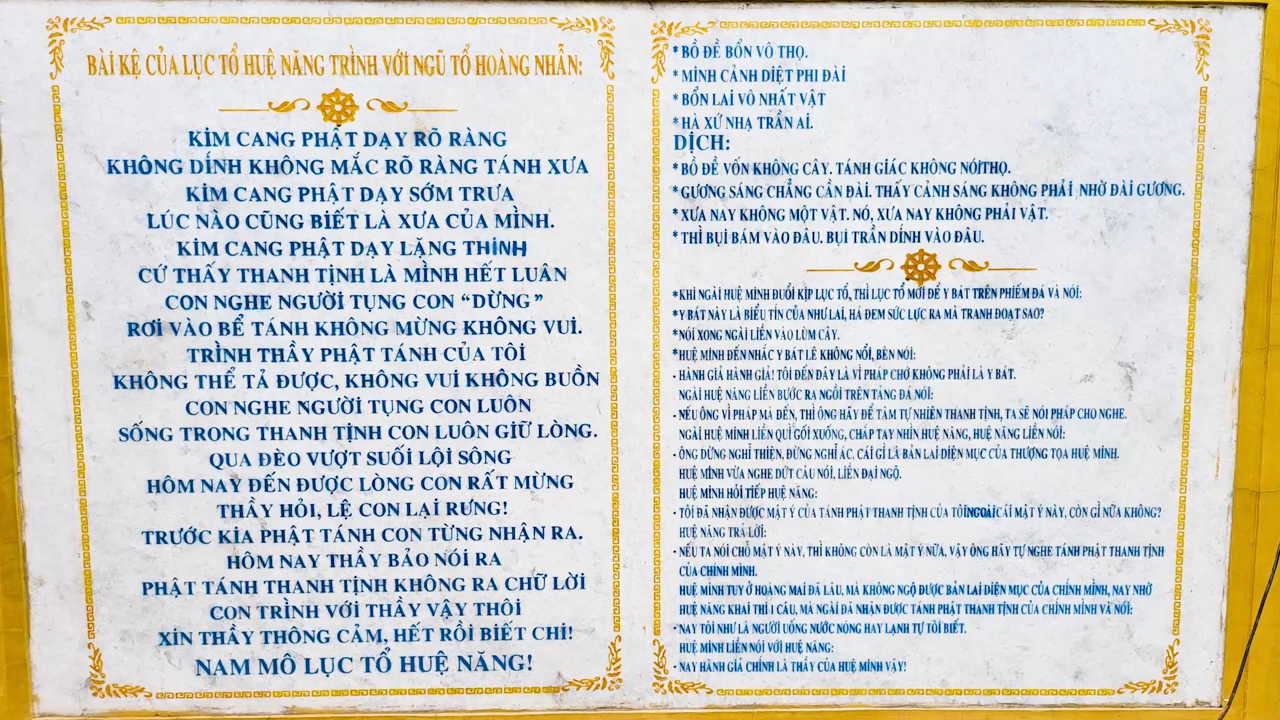 BÀI KỆ CỦA LỤC TỔ HUỆ NĂNG TRÌNH VỚI NGŨ TỔ HOÀNG NHẪN:
KIM CANG PHẬT DẠY RÕ RÀNG
KHÔNG DÍNH KHÔNG MẮC RÕ RÀNG TÁNH XƯA
KIM CANG PHẬT DẠY SỚM TRƯA
LÚC NÀO CŨNG BIẾT LÀ XƯA CỦA MÌNH.
KIM CANG PHẬT DẠY LẶNG THINH
CỨ THẤY THANH TỊNH LÀ MÌNH HẾT LUÂN
CON NGHE NGƯỜI TỤNG CON “DỪNG”
RƠI VÀO BỂ TÁNH KHÔNG MỪNG KHÔNG VUI.
TRÌNH THẦY PHẬT TÁNH CỦA TÔI
KHÔNG THỂ TẢ ĐƯỢC, KHÔNG VUI KHÔNG BUỒN
CON NGHE NGƯỜI TỤNG CON LUÔN
SỐNG TRONG THANH TỊNH CON LUÔN GIỮ LÒNG.
QUA ĐÈO VƯỢT SUỐI LỘI SÔNG
HÔM NAY ĐẾN ĐƯỢC LÒNG CON RẤT MỪNG
THẦY HỎI, LỆ CON LẠI RƯNG!
TRƯỚC KIA PHẬT TÁNH CON TỪNG NHẬN RA.
HÔM NAY THẦY BẢO NÓI RA
PHẬT TÁNH THANH TỊNH KHÔNG RA CHỮ LỜI
CON TRÌNH VỚI THẦY VẬY THÔI
XIN THẦY THÔNG CẢM, HẾT RỒI BIẾT CHI!
NAM MÔ LỤC TỔ HUỆ NĂNG!
* BỒ ĐỀ BỔN VÔ THỌ.
* MINH CẢNH DIỆT PHI ĐÀI
* BỔN LAI VÔ NHẤT VẬT
* HÀ XỨ NHẠ TRẦN AI.
DỊCH:
* BỒ ĐỀ VỐN KHÔNG CÂY. TÁNH GIÁC KHÔNG NÓI THỌ.
* GƯƠNG SÁNG CHẲNG CẦN ĐÀI. THẤY CẢNH SÁNG KHÔNG PHẢI NHỜ ĐÀI GƯƠNG.
* XƯA NAY KHÔNG MỘT VẬT. NÓ, XƯA NAY KHÔNG PHẢI VẬT.
* THÌ BỤI BÁM VÀO ĐÂU. BỤI TRẦN DÍNH VÀO ĐÂU.
*KHI NGÀI HUỆ MINH ĐUỔI KỊP LỤC TỔ, THÌ LỤC TỔ MỚI ĐỂ Y BÁT TRÊN PHIẾM ĐÁ VÀ NÓI:
*Y BÁT NÀY LÀ BIỂU TÍN CỦA NHƯ LAI, HÁ ĐEM SỨC LỰC RA MÀ TRANH ĐOẠT SAO?
*NÓI XONG NGÀI LIỀN VÀO LÙM CÂY.
*HUỆ MINH ĐẾN NHẮC Y BÁT LÊ KHÔNG NỔI, BÈN NÓI:
- HÀNH GIẢ HÀNH GIẢ! TÔI ĐẾN ĐÂY LÀ VÌ PHÁP CHỚ KHÔNG PHẢI LÀ Y BÁT.
NGÀI HUỆ NĂNG LIỀN BƯỚC RA NGỒI TRÊN TẢNG ĐÁ NÓI:
- NẾU ÔNG VÌ PHÁP MÀ ĐẾN, THÌ ÔNG HÃY ĐỂ TÂM TỰ NHIÊN THANH TỊNH, TA SẼ NÓI PHÁP CHO NGHE.
NGÀI HUỆ MINH LIỀN QUÌ GỐI XUỐNG, CHÁP TAY NHÌN HUỆ NĂNG, HUỆ NĂNG LIỀN NÓI:
- ÔNG DỪNG NGHĨ THIỆN, ĐỪNG NGHĨ ÁC. CÁI GÌ LÀ BẢN LAI DIỆN MỤC CỦA THƯỢNG TỌA HUỆ MINH.
HUỆ MINH VỪA NGHE DỨT CÂU NÓI, LIỀN ĐẠI NGỘ.
HUỆ MINH HỎI TIẾP HUỆ NĂNG:
- TÔI ĐÃ NHẬN ĐƯỢC MẬT Ý CỦA TÁNH PHẬT THANH TỊNH CỦA TÔI NGOÀI CÁI MẬT Ý NÀY, CÒN GÌ NỮA KHÔNG?
HUỆ NĂNG TRẢ LỜI:
- NẾU TA NÓI CHỖ MẬT Ý NÀY, THÌ KHÔNG CÒN LÀ MẬT Ý NỮA, VẬY ÔNG HÃY TỰ NGHE TÁNH PHẬT THANH TỊNH
CỦA CHÍNH MÌNH.
HUỆ MINH TUY Ở HOÀNG MAI ĐÃ LÂU, MÀ KHÔNG NGỘ ĐƯỢC BẢN LAI DIỆN MỤC CỦA CHÍNH MÌNH, NAY NHỜ
HUỆ NĂNG KHAI THỊ 1 CÂU, MÀ NGÀI ĐÃ NHẬN ĐƯỢC TÁNH PHẬT THANH TỊNH CỦA CHÍNH MÌNH VÀ NÓI:
- NAY TÔI NHƯ LÀ NGƯỜI UỐNG NƯỚC NÓNG HAY LẠNH TỰ TÔI BIẾT.
HUỆ MINH LIỀN NÓI VỚI HUỆ NĂNG:
- NAY HÀNH GIẢ CHÍNH LÀ THẦY CỦA HUỆ MINH VẬY!